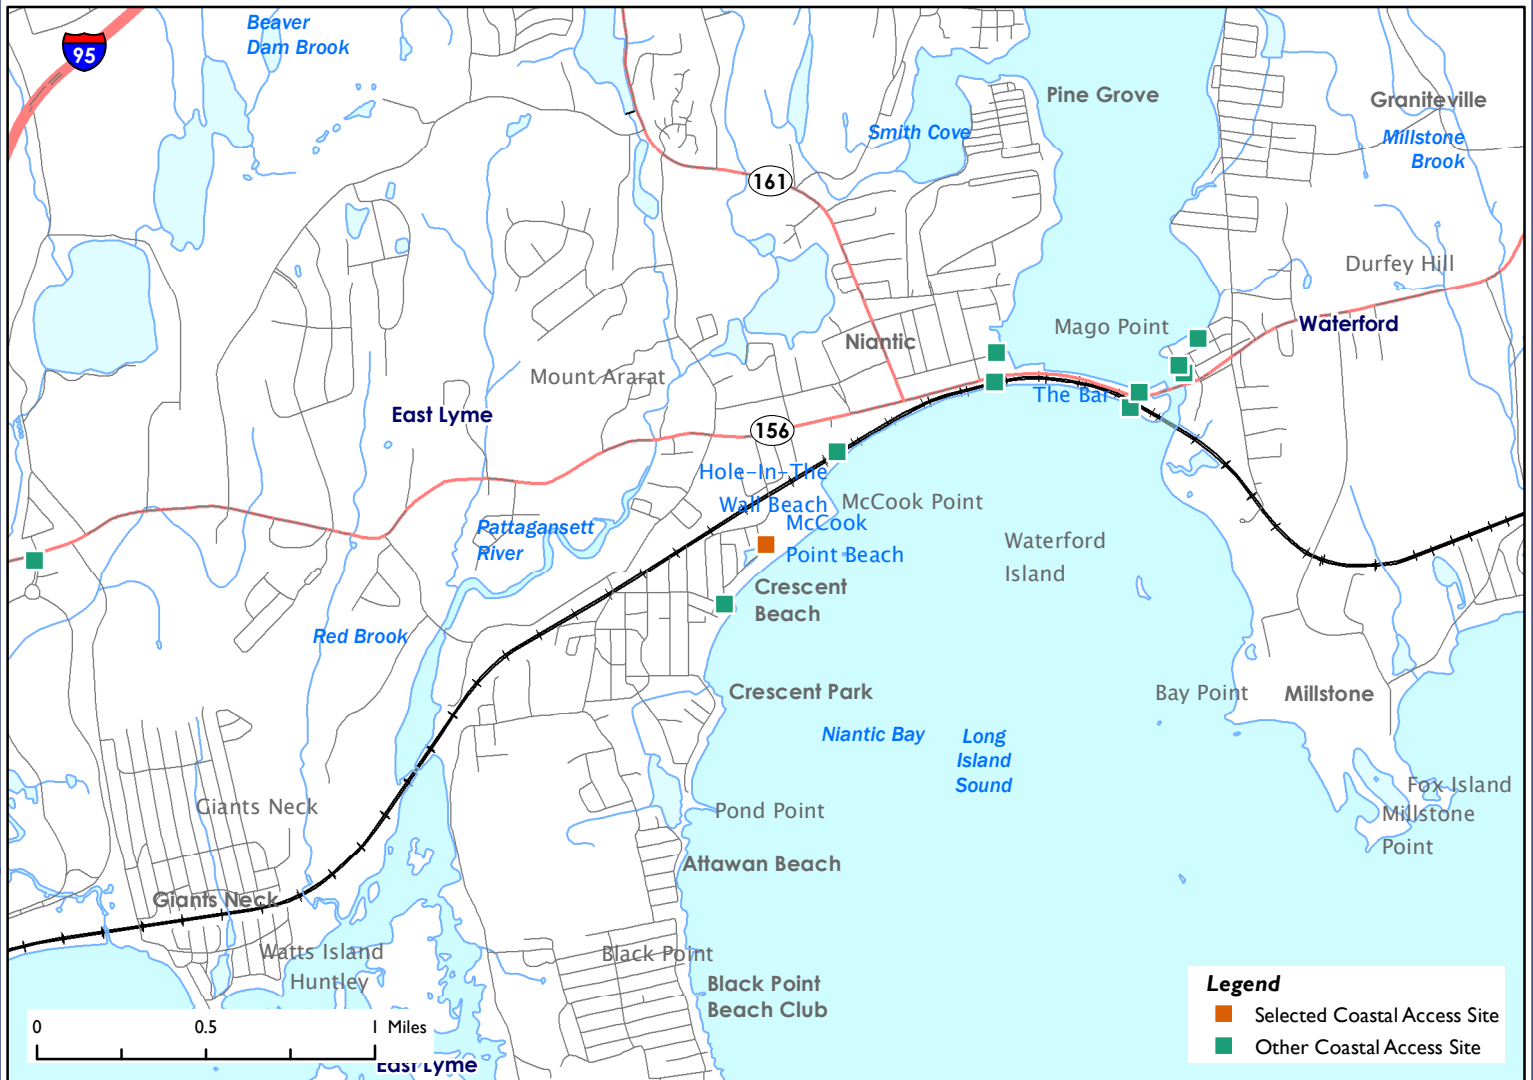 Beaver
Dam Brook
95
Pine Grove
Graniteville
Smith Cove
Millstone
Brook
161
Durfey Hill
Mago Point
Waterford
Niantic
Mount Ararat
The Bar
East Lyme
156
Hole-In-The
Wall Beach
McCook Point
McCook
Point Beach
Pattagansett
River
Waterford
Island
Crescent
Beach
Red Brook
Crescent Park
Bay Point
Millstone
Niantic Bay
Long
Island
Sound
Giants Neck
Pond Point
Fox Island
Millstone
Point
Attawan Beach
Giants Neck
Watts Island
Huntley
Black Point
Black Point
Beach Club
Legend
Selected Coastal Access Site
Other Coastal Access Site
0 0.5 1 Miles
East Lyme